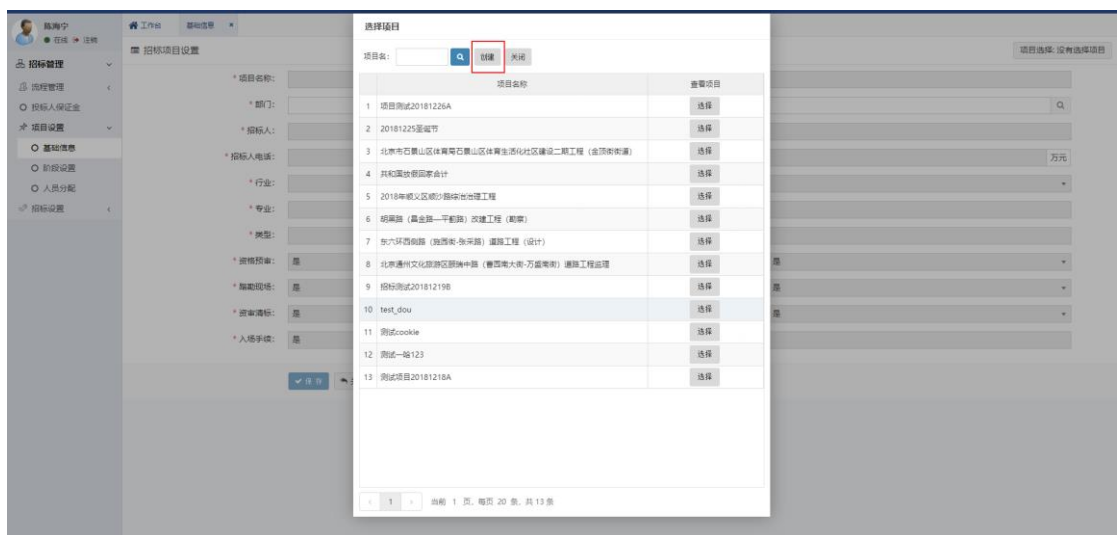 陈海宁
在线 注销
招标管理
流程管理
投标人保证金
项目设置
基础信息
阶段设置
人员分配
招标设置
工作台 基础信息 ×
招标项目设置
项目选择: 没有选择项目
* 项目名称:
* 部门:
* 招标人:
* 招标人电话:
万元
* 行业:
* 专业:
* 类型:
* 资格预审: 是 是
* 踏勘现场: 是 是
* 资审清标: 是 是
* 入场手续: 是
保存
选择项目
项目名: 创建 关闭
项目名称 查看项目
1 项目测试20181226A 选择
2 20181225圣诞节 选择
3 北京市石景山区体育局石景山区体育生活化社区建设二期工程（金顶街街道） 选择
4 共和国放假回家合计 选择
5 2018年顺义区顺沙路综合治理工程 选择
6 胡黑路（昌金路—平蓟路）改建工程（勘察） 选择
7 东六环西侧路（施园街-张采路）道路工程（设计） 选择
8 北京通州文化旅游区颐瑞中路（曹园南大街-万盛南街）道路工程监理 选择
9 招标测试20181219B 选择
10 test_dou 选择
11 测试cookie 选择
12 测试一哈123 选择
13 测试项目20181218A 选择
‹ 1 › 当前 1 页, 每页 20 条, 共 13 条